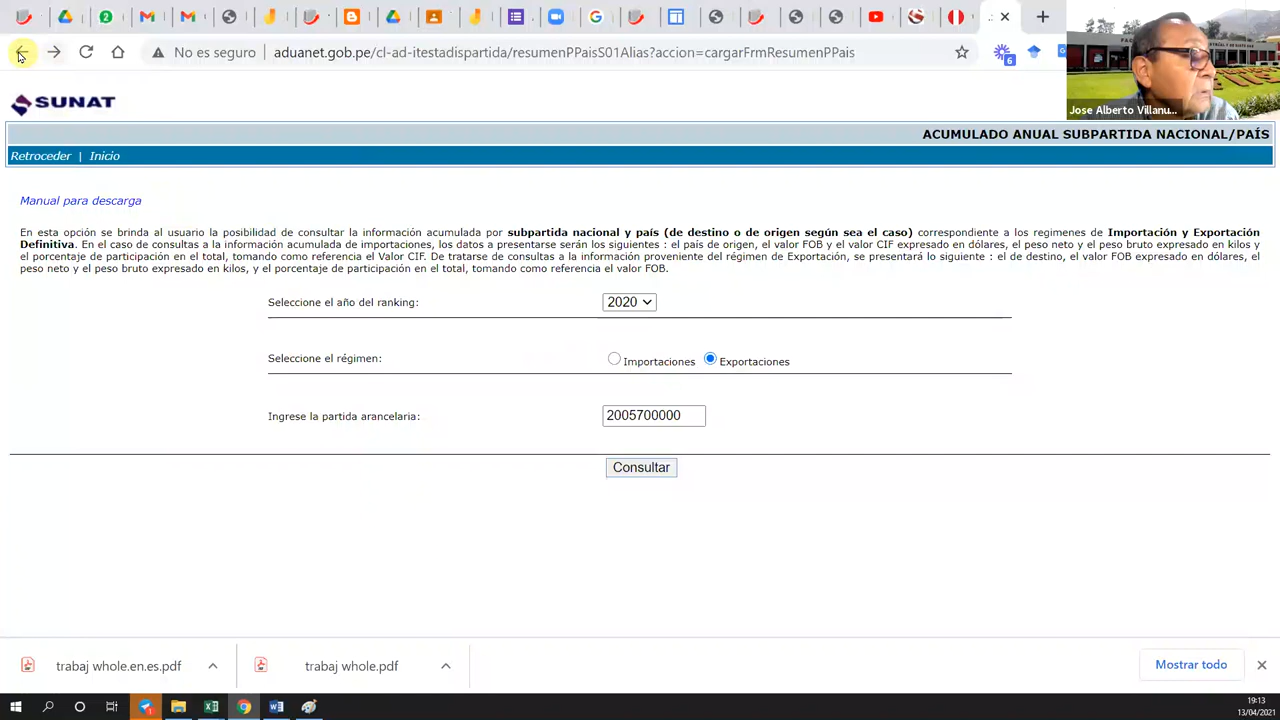 No es seguro
aduanet.gob.pe/cl-ad-itestadispartida/resumenPPaisS01Alias?accion=cargarFrmResumenPPais
6
Jose Alberto Villanu...
SUNAT
ACUMULADO ANUAL SUBPARTIDA NACIONAL/PAÍS
Retroceder | Inicio
Manual para descarga
En esta opción se brinda al usuario la posibilidad de consultar la información acumulada por subpartida nacional y país (de destino o de origen según sea el caso) correspondiente a los regimenes de Importación y Exportación
Definitiva. En el caso de consultas a la información acumulada de importaciones, los datos a presentarse serán los siguientes : el país de origen, el valor FOB y el valor CIF expresado en dólares, el peso neto y el peso bruto expresado en kilos y
el porcentaje de participación en el total, tomando como referencia el Valor CIF. De tratarse de consultas a la información proveniente del régimen de Exportación, se presentará lo siguiente : el de destino, el valor FOB expresado en dólares, el
peso neto y el peso bruto expresado en kilos, y el porcentaje de participación en el total, tomando como referencia el valor FOB.
Seleccione el año del ranking: 2020
Seleccione el régimen: Importaciones Exportaciones
Ingrese la partida arancelaria: 2005700000
Consultar
trabaj whole.en.es.pdf
trabaj whole.pdf
Mostrar todo
19:13
13/04/2021